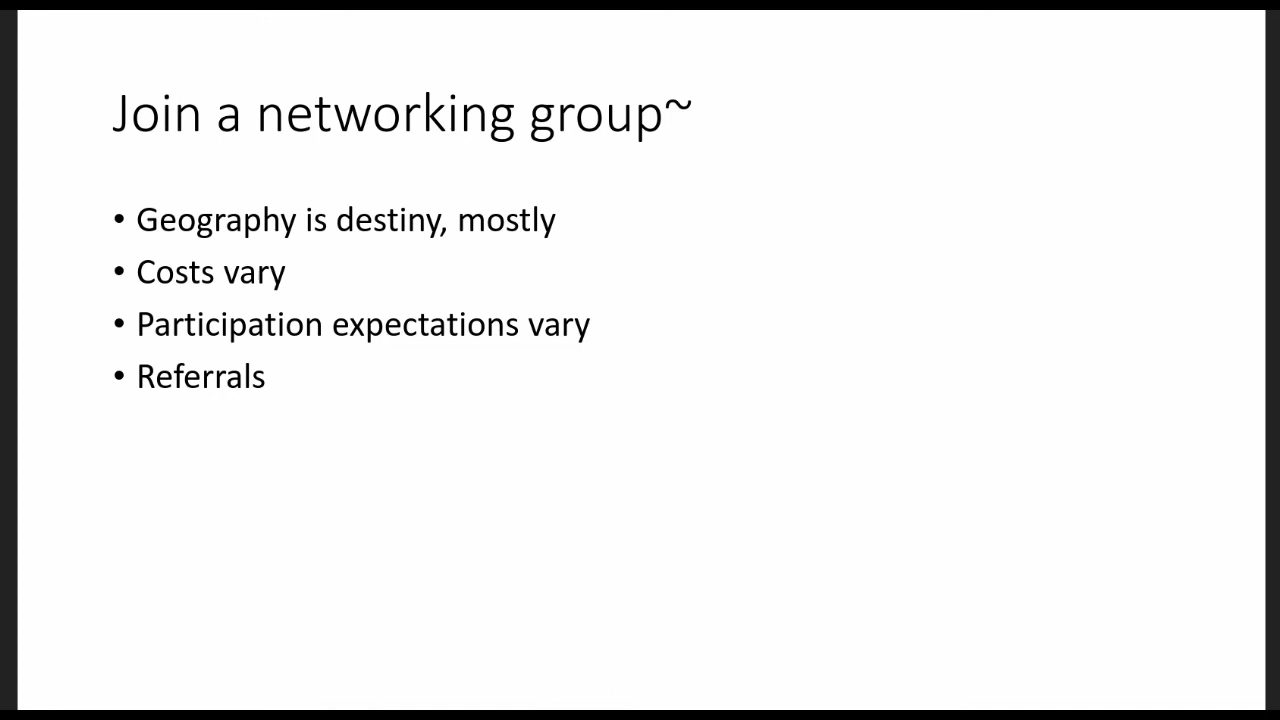 Join a networking group~
• Geography is destiny, mostly
• Costs vary
• Participation expectations vary
• Referrals